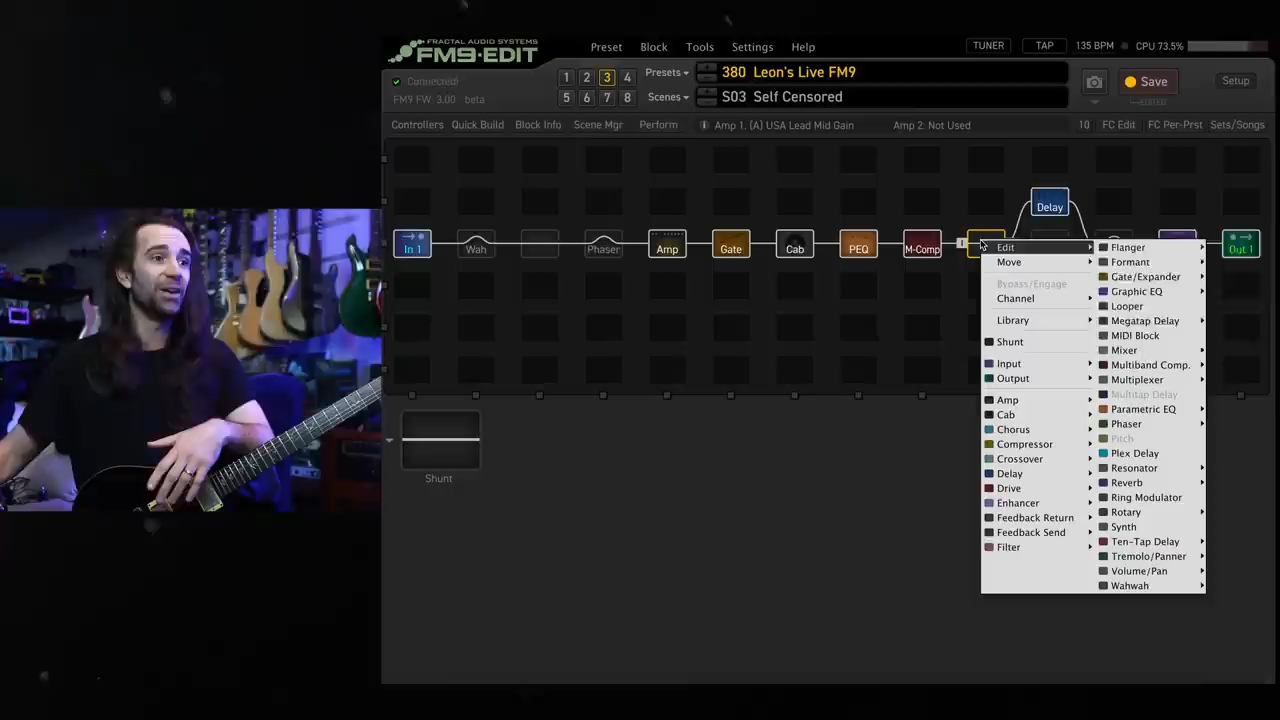 FRACTAL AUDIO SYSTEMS
FM9-EDIT
Preset Block Tools Settings Help
TUNER TAP 135 BPM CPU 73.5%
Connected!
FM9 FW: 3.00 beta
1 2 3 4
5 6 7 8
Presets 380 Leon's Live FM9
Scenes S03 Self Censored
Save
EDITED
Setup
Controllers Quick Build Block Info Scene Mgr Perform Amp 1. (A) USA Lead Mid Gain Amp 2: Not Used 10 FC Edit FC Per-Prst Sets/Songs
Delay
In 1 Wah Phaser Amp Gate Cab PEQ M-Comp Out 1
Edit
Move
Bypass/Engage
Channel
Library
Shunt
Input
Output
Amp
Cab
Chorus
Compressor
Crossover
Delay
Drive
Enhancer
Feedback Return
Feedback Send
Filter
Flanger
Formant
Gate/Expander
Graphic EQ
Looper
Megatap Delay
MIDI Block
Mixer
Multiband Comp.
Multiplexer
Multitap Delay
Parametric EQ
Phaser
Pitch
Plex Delay
Resonator
Reverb
Ring Modulator
Rotary
Synth
Ten-Tap Delay
Tremolo/Panner
Volume/Pan
Wahwah
Shunt